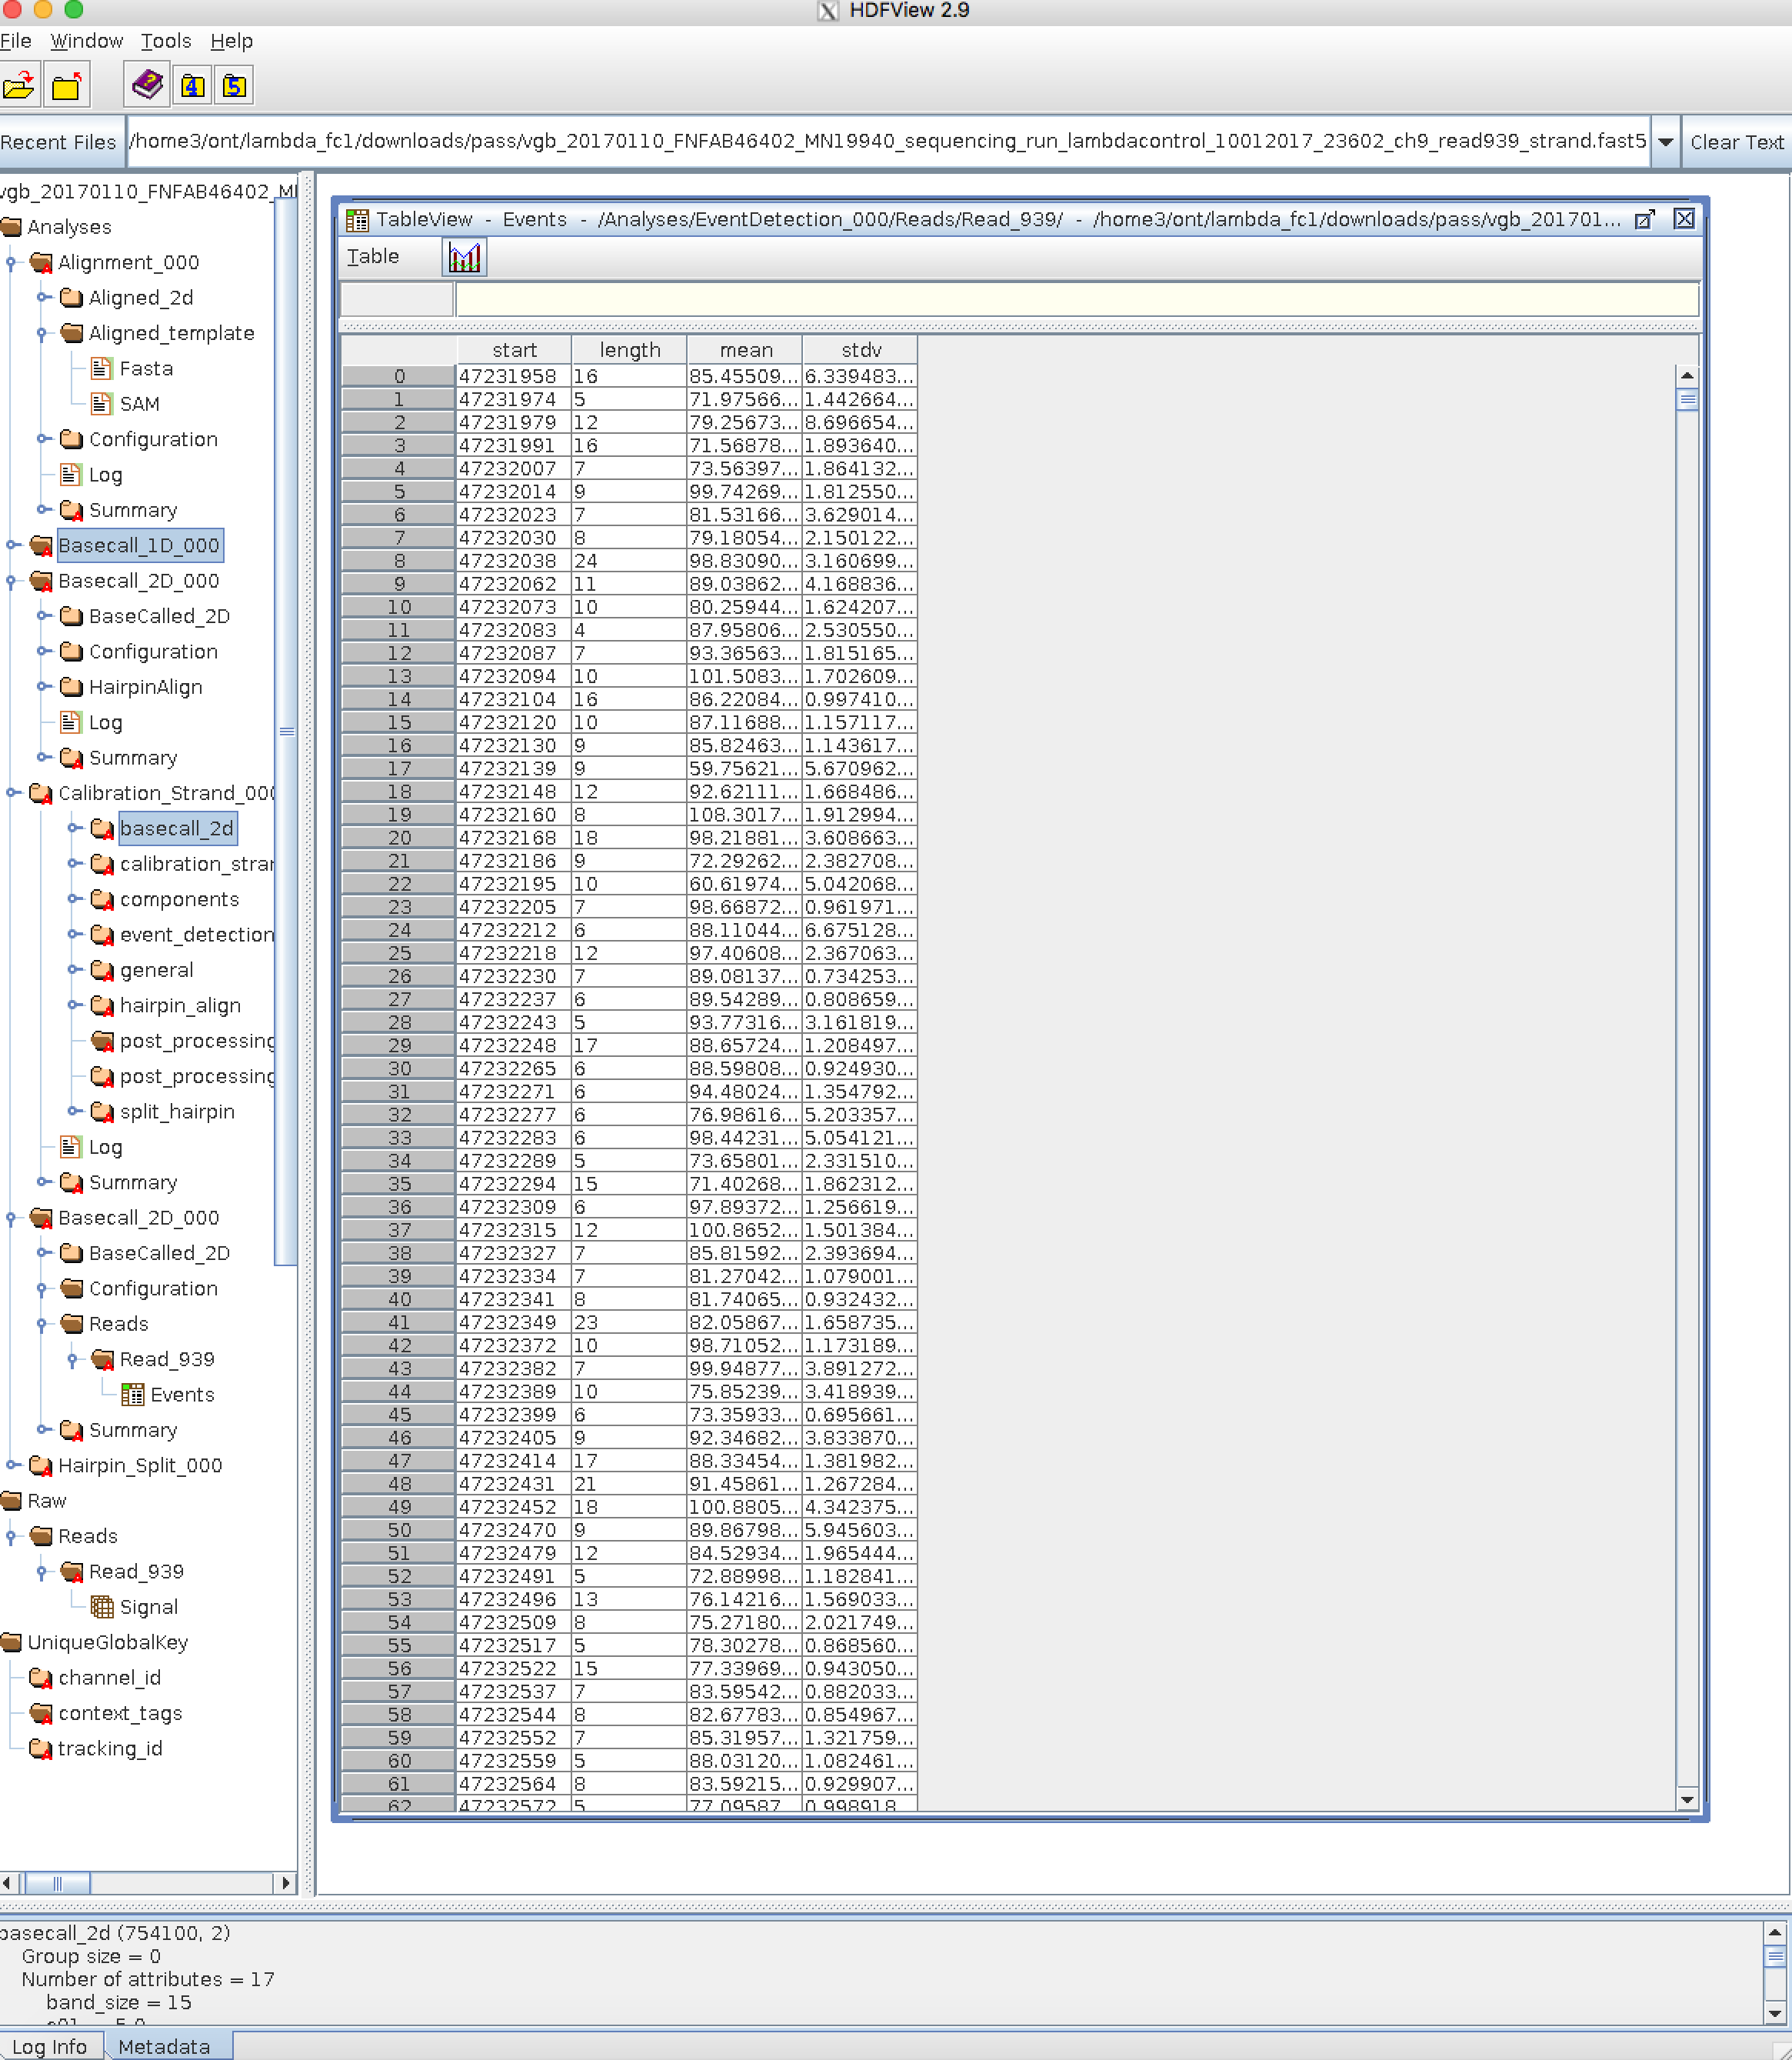 HDFView 2.9
File Window Tools Help
4 5
Recent Files /home3/ont/lambda_fc1/downloads/pass/vgb_20170110_FNFAB46402_MN19940_sequencing_run_lambdacontrol_10012017_23602_ch9_read939_strand.fast5 Clear Text
vgb_20170110_FNFAB46402_MI
Analyses
Alignment_000
Aligned_2d
Aligned_template
Fasta
SAM
Configuration
Log
Summary
Basecall_1D_000
Basecall_2D_000
BaseCalled_2D
Configuration
HairpinAlign
Log
Summary
Calibration_Strand_000
basecall_2d
calibration_stran
components
event_detection
general
hairpin_align
post_processing
post_processing
split_hairpin
Log
Summary
Basecall_2D_000
BaseCalled_2D
Configuration
Reads
Read_939
Events
Summary
Hairpin_Split_000
Raw
Reads
Read_939
Signal
UniqueGlobalKey
channel_id
context_tags
tracking_id
TableView - Events - /Analyses/EventDetection_000/Reads/Read_939/ - /home3/ont/lambda_fc1/downloads/pass/vgb_201701...
Table
start length mean stdv
0 47231958 16 85.45509... 6.339483...
1 47231974 5 71.97566... 1.442664...
2 47231979 12 79.25673... 8.696654...
3 47231991 16 71.56878... 1.893640...
4 47232007 7 73.56397... 1.864132...
5 47232014 9 99.74269... 1.812550...
6 47232023 7 81.53166... 3.629014...
7 47232030 8 79.18054... 2.150122...
8 47232038 24 98.83090... 3.160699...
9 47232062 11 89.03862... 4.168836...
10 47232073 10 80.25944... 1.624207...
11 47232083 4 87.95806... 2.530550...
12 47232087 7 93.36563... 1.815165...
13 47232094 10 101.5083... 1.702609...
14 47232104 16 86.22084... 0.997410...
15 47232120 10 87.11688... 1.157117...
16 47232130 9 85.82463... 1.143617...
17 47232139 9 59.75621... 5.670962...
18 47232148 12 92.62111... 1.668486...
19 47232160 8 108.3017... 1.912994...
20 47232168 18 98.21881... 3.608663...
21 47232186 9 72.29262... 2.382708...
22 47232195 10 60.61974... 5.042068...
23 47232205 7 98.66872... 0.961971...
24 47232212 6 88.11044... 6.675128...
25 47232218 12 97.40608... 2.367063...
26 47232230 7 89.08137... 0.734253...
27 47232237 6 89.54289... 0.808659...
28 47232243 5 93.77316... 3.161819...
29 47232248 17 88.65724... 1.208497...
30 47232265 6 88.59808... 0.924930...
31 47232271 6 94.48024... 1.354792...
32 47232277 6 76.98616... 5.203357...
33 47232283 6 98.44231... 5.054121...
34 47232289 5 73.65801... 2.331510...
35 47232294 15 71.40268... 1.862312...
36 47232309 6 97.89372... 1.256619...
37 47232315 12 100.8652... 1.501384...
38 47232327 7 85.81592... 2.393694...
39 47232334 7 81.27042... 1.079001...
40 47232341 8 81.74065... 0.932432...
41 47232349 23 82.05867... 1.658735...
42 47232372 10 98.71052... 1.173189...
43 47232382 7 99.94877... 3.891272...
44 47232389 10 75.85239... 3.418939...
45 47232399 6 73.35933... 0.695661...
46 47232405 9 92.34682... 3.833870...
47 47232414 17 88.33454... 1.381982...
48 47232431 21 91.45861... 1.267284...
49 47232452 18 100.8805... 4.342375...
50 47232470 9 89.86798... 5.945603...
51 47232479 12 84.52934... 1.965444...
52 47232491 5 72.88998... 1.182841...
53 47232496 13 76.14216... 1.569033...
54 47232509 8 75.27180... 2.021749...
55 47232517 5 78.30278... 0.868560...
56 47232522 15 77.33969... 0.943050...
57 47232537 7 83.59542... 0.882033...
58 47232544 8 82.67783... 0.854967...
59 47232552 7 85.31957... 1.321759...
60 47232559 5 88.03120... 1.082461...
61 47232564 8 83.59215... 0.929907...
62 47232572 5 77.09587... 0.998918...
basecall_2d (754100, 2)
Group size = 0
Number of attributes = 17
band_size = 15
Log Info Metadata